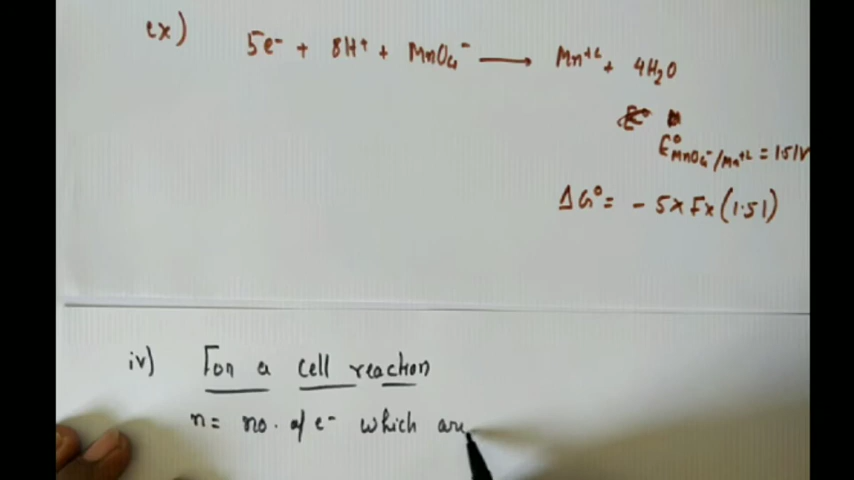 ex) 5e⁻ + 8H⁺ + MnO₄⁻ ⟶ Mn⁺² + 4H₂O
E°MnO₄⁻/Mn⁺² = 1.51V
ΔG° = - 5 x F x (1.51)
iv) For a cell reaction
n = no. of e⁻ which are